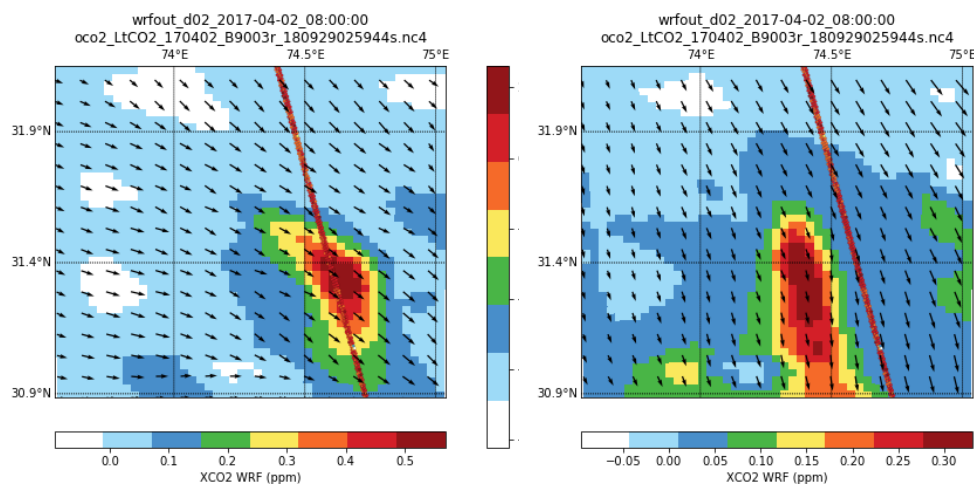 wrfout_d02_2017-04-02_08:00:00
oco2_LtCO2_170402_B9003r_180929025944s.nc4
74°E 74.5°E 75°E
31.9°N
31.4°N
30.9°N
0.0 0.1 0.2 0.3 0.4 0.5
XCO2 WRF (ppm)
wrfout_d02_2017-04-02_08:00:00
oco2_LtCO2_170402_B9003r_180929025944s.nc4
74°E 74.5°E 75°E
31.9°N
31.4°N
30.9°N
−0.05 0.00 0.05 0.10 0.15 0.20 0.25 0.30
XCO2 WRF (ppm)